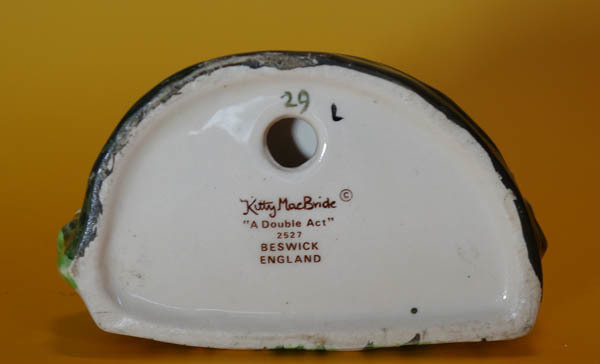 29 L
Kitty MacBride ©
"A Double Act"
2527
BESWICK
ENGLAND